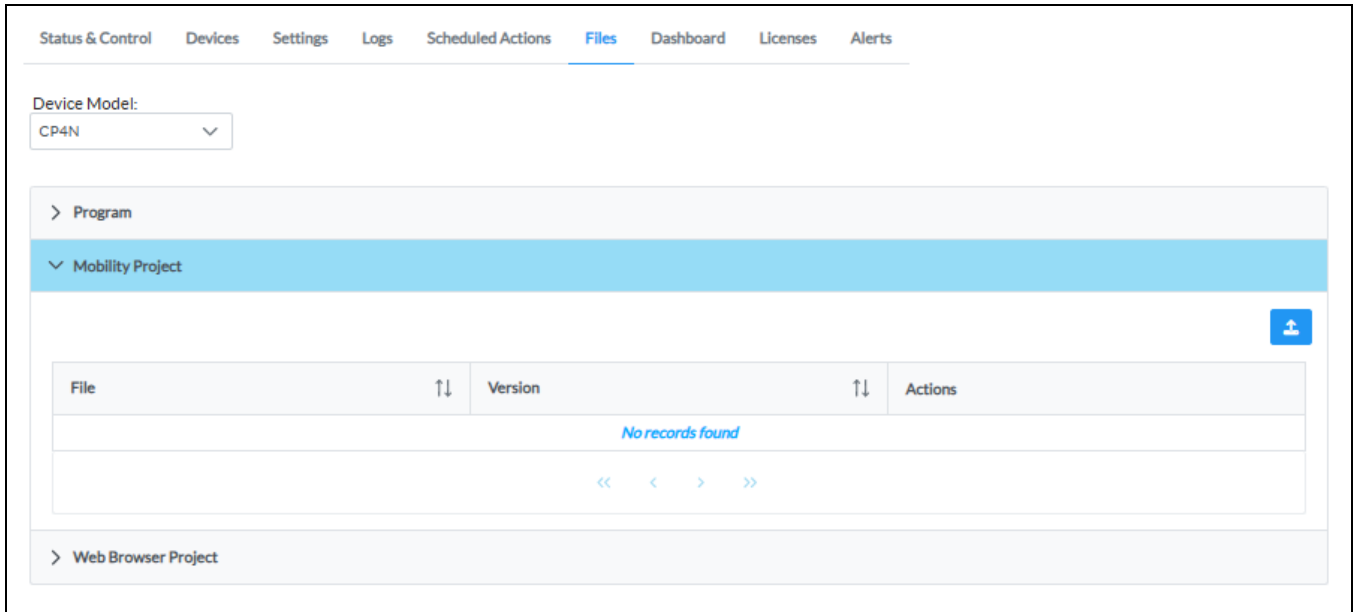 Status & Control Devices Settings Logs Scheduled Actions Files Dashboard Licenses Alerts
Device Model:
CP4N
Program
Mobility Project
File Version Actions
No records found
Web Browser Project